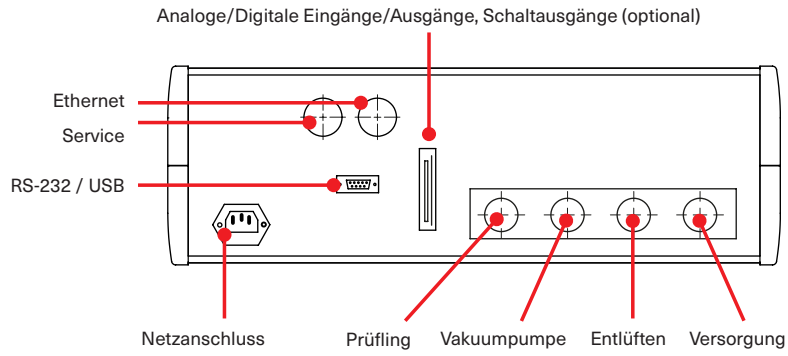 Analoge/Digitale Eingänge/Ausgänge, Schaltausgänge (optional)
Ethernet
Service
RS-232 / USB
Netzanschluss
Prüfling
Vakuumpumpe
Entlüften
Versorgung